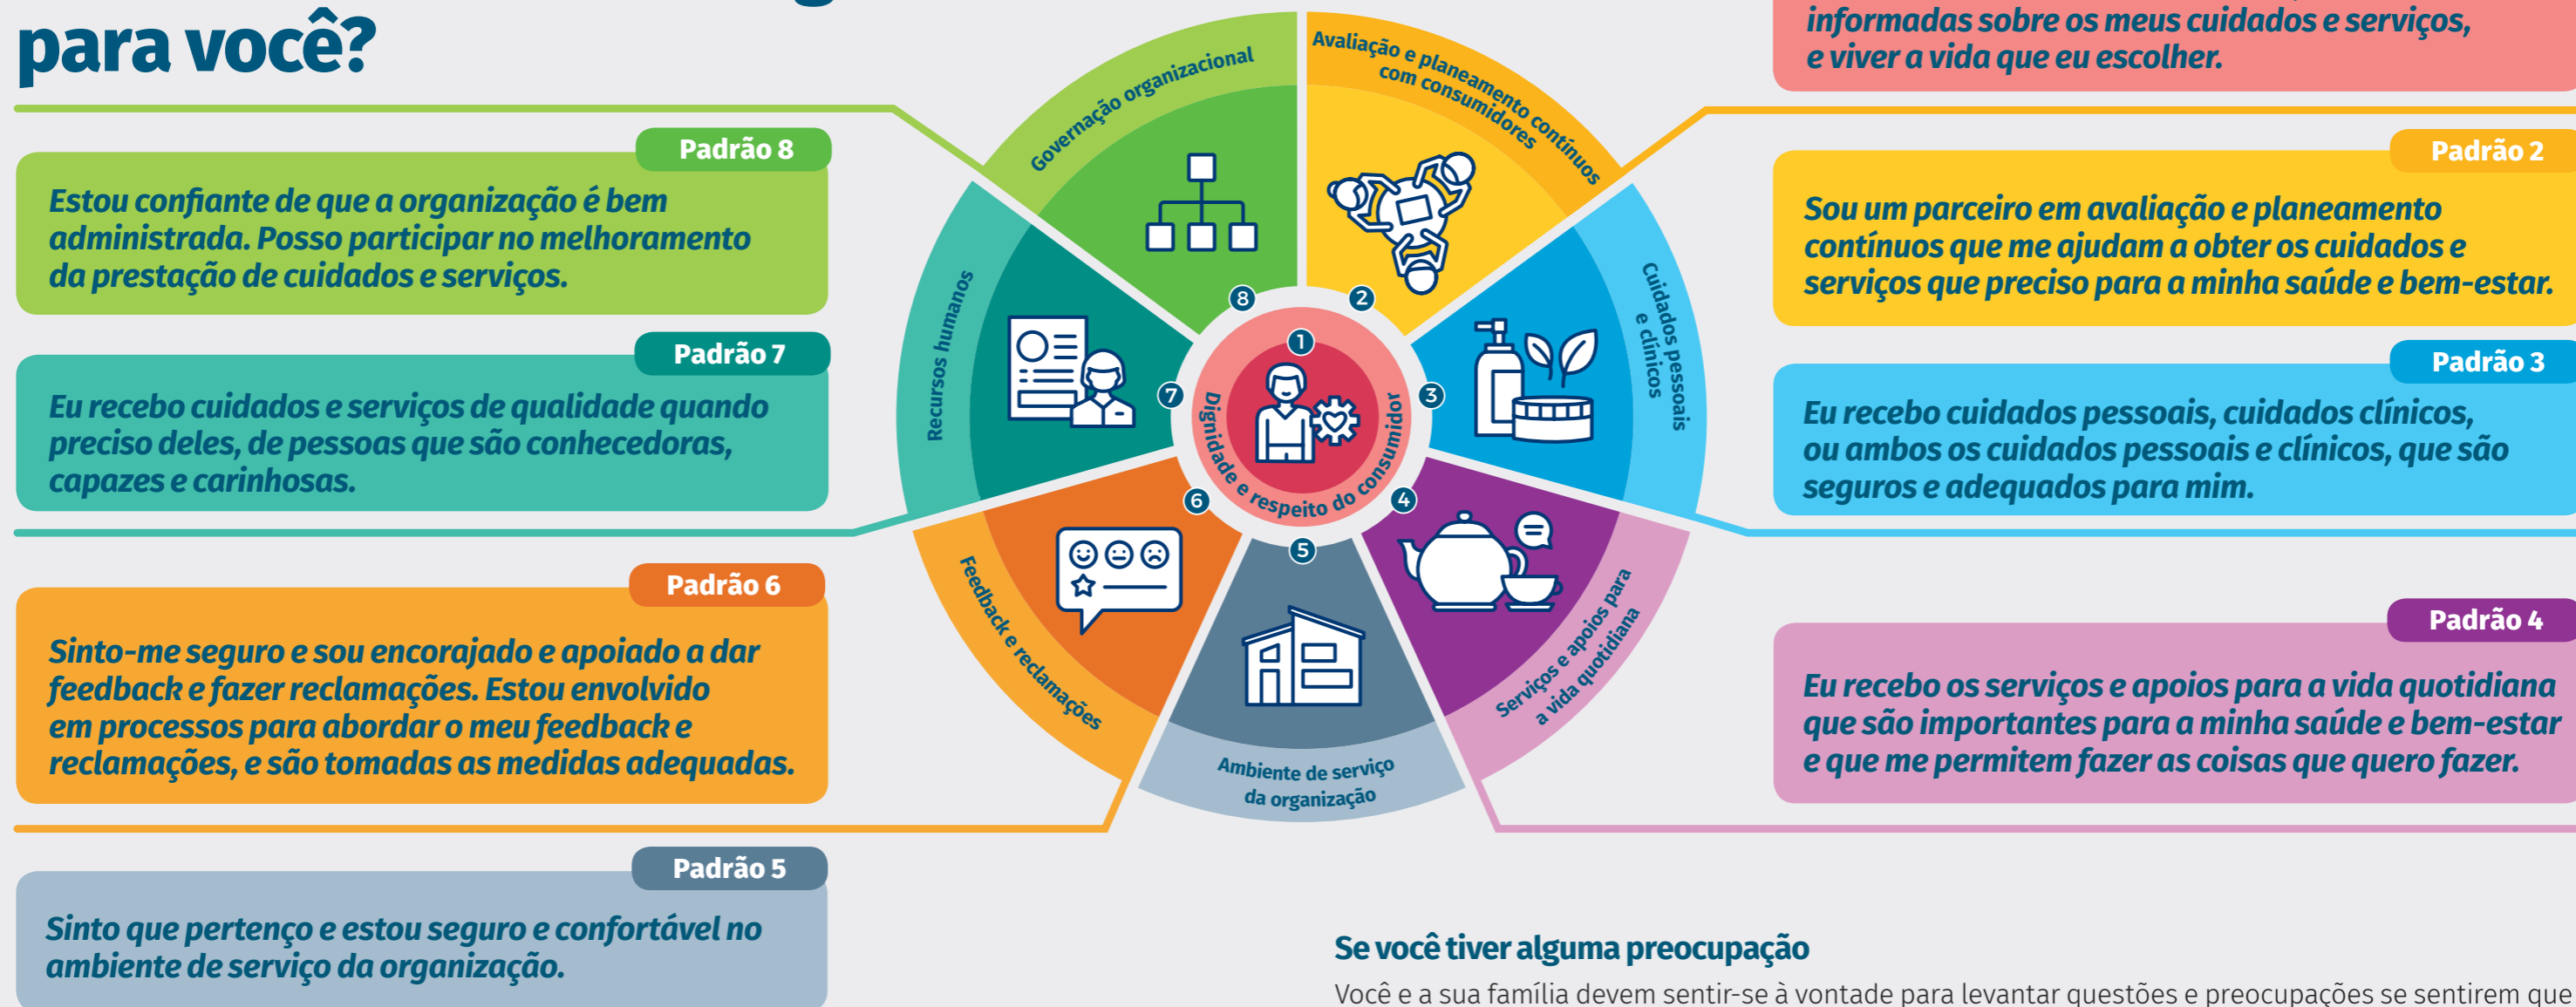 para você?
Padrão 8
Estou confiante de que a organização é bem
administrada. Posso participar no melhoramento
da prestação de cuidados e serviços.
Padrão 7
Eu recebo cuidados e serviços de qualidade quando
preciso deles, de pessoas que são conhecedoras,
capazes e carinhosas.
Padrão 6
Sinto-me seguro e sou encorajado e apoiado a dar
feedback e fazer reclamações. Estou envolvido
em processos para abordar o meu feedback e
reclamações, e são tomadas as medidas adequadas.
Padrão 5
Sinto que pertenço e estou seguro e confortável no
ambiente de serviço da organização.
Governação organizacional
Avaliação e planeamento contínuos
com consumidores
Recursos humanos
Cuidados pessoais
e clínicos
8
2
1
7
3
Dignidade e respeito do consumidor
6
4
5
Feedback e reclamações
Serviços e apoios para
a vida quotidiana
Ambiente de serviço
da organização
informadas sobre os meus cuidados e serviços,
e viver a vida que eu escolher.
Padrão 2
Sou um parceiro em avaliação e planeamento
contínuos que me ajudam a obter os cuidados e
serviços que preciso para a minha saúde e bem-estar.
Padrão 3
Eu recebo cuidados pessoais, cuidados clínicos,
ou ambos os cuidados pessoais e clínicos, que são
seguros e adequados para mim.
Padrão 4
Eu recebo os serviços e apoios para a vida quotidiana
que são importantes para a minha saúde e bem-estar
e que me permitem fazer as coisas que quero fazer.
Se você tiver alguma preocupação
Você e a sua família devem sentir-se à vontade para levantar questões e preocupações se sentirem que